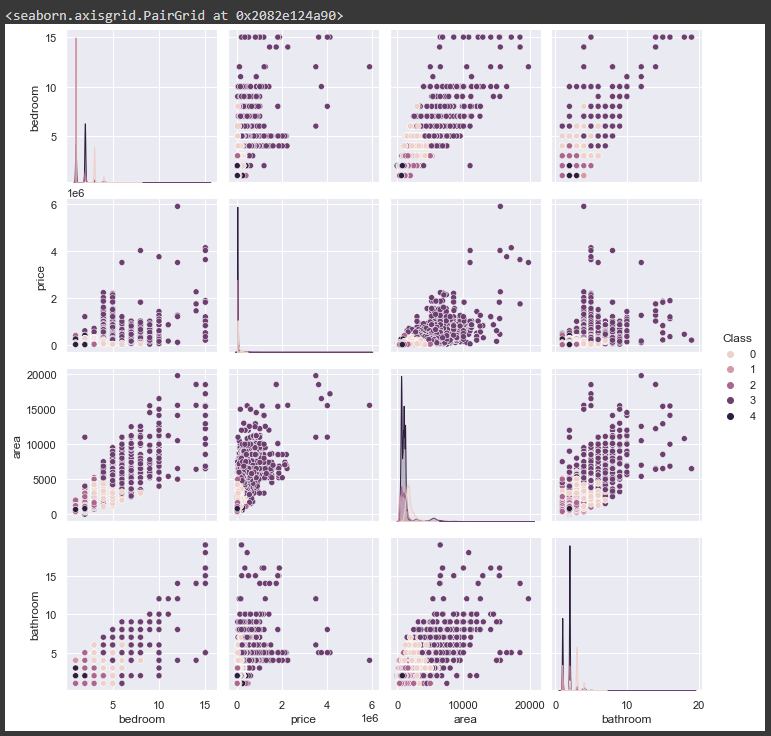 <seaborn.axisgrid.PairGrid at 0x2082e124a90>
15
10
5
bedroom
1e6
6
4
2
0
price
20000
15000
10000
5000
0
area
15
10
5
bathroom
5 10 15
bedroom
0 2 4 6
1e6
price
0 10000 20000
area
0 5 10 15 20
bathroom
Class
0
1
2
3
4